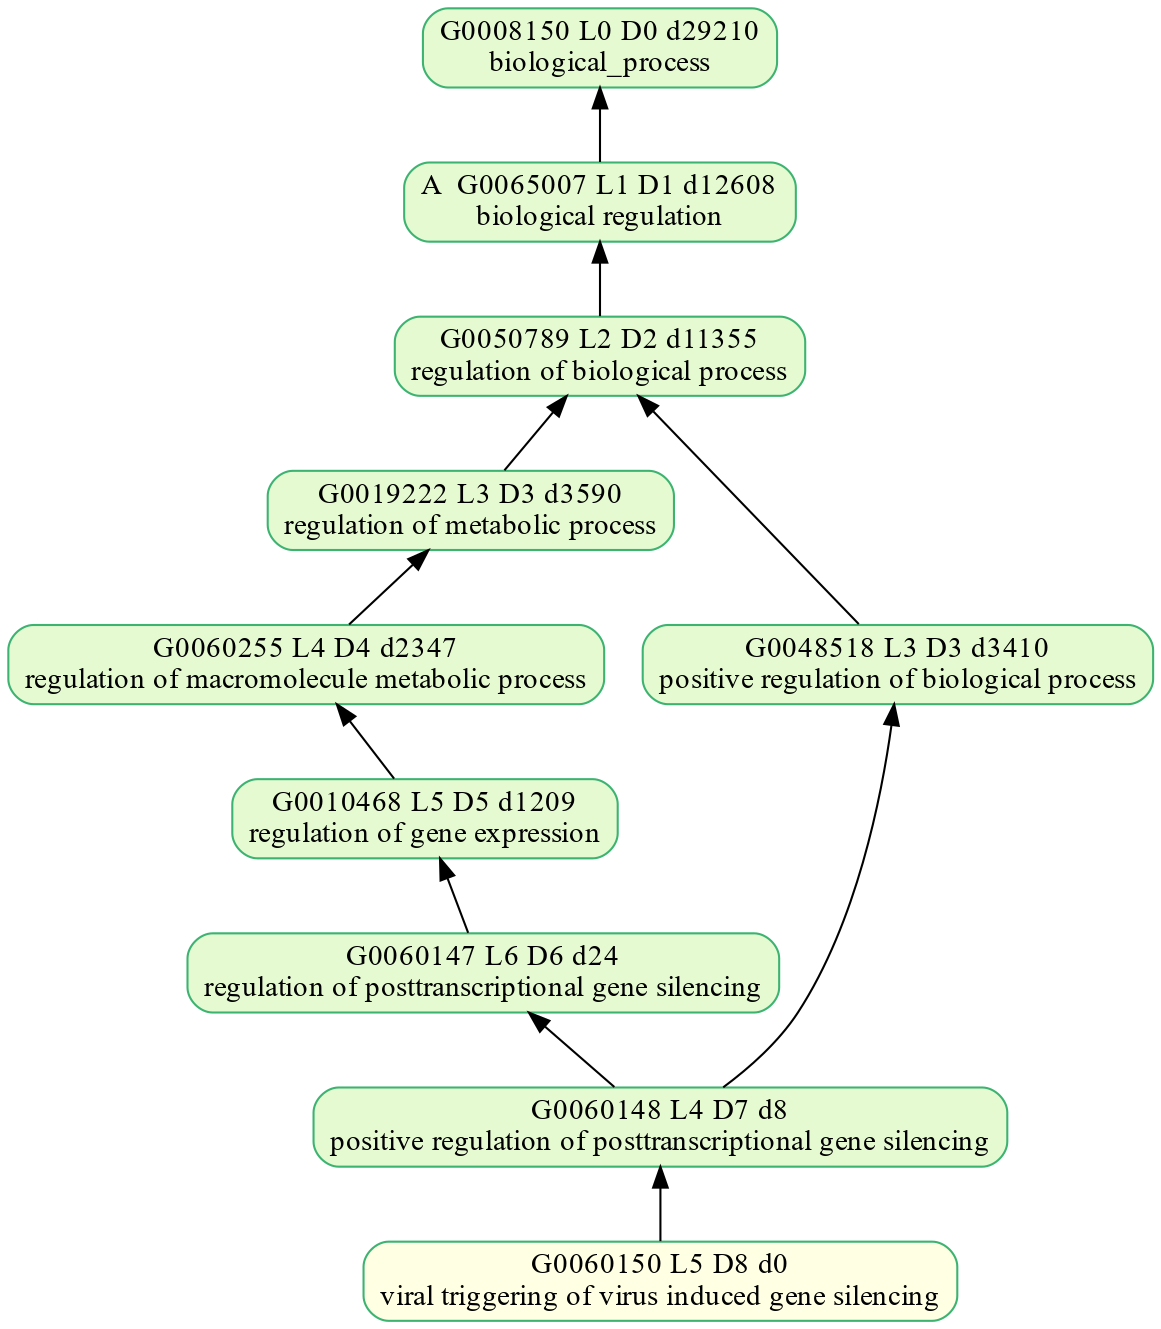 G0008150 L0 D0 d29210
biological_process
A  G0065007 L1 D1 d12608
biological regulation
G0050789 L2 D2 d11355
regulation of biological process
G0019222 L3 D3 d3590
regulation of metabolic process
G0060255 L4 D4 d2347
regulation of macromolecule metabolic process
G0048518 L3 D3 d3410
positive regulation of biological process
G0010468 L5 D5 d1209
regulation of gene expression
G0060147 L6 D6 d24
regulation of posttranscriptional gene silencing
G0060148 L4 D7 d8
positive regulation of posttranscriptional gene silencing
G0060150 L5 D8 d0
viral triggering of virus induced gene silencing